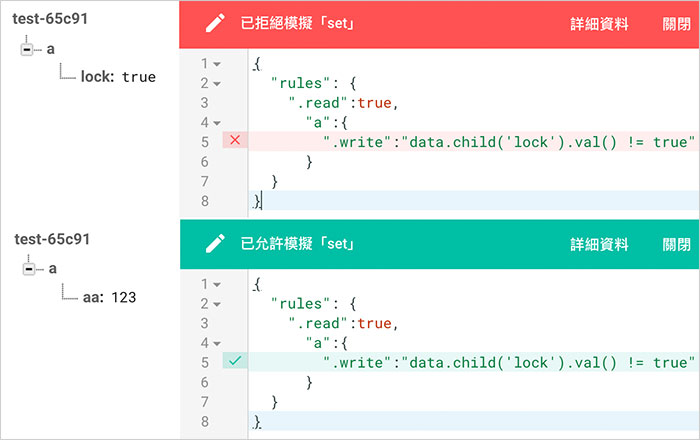 test-65c91
a
lock: true
已拒絕模擬「set」 詳細資料 關閉
1 {
2 "rules": {
3 ".read":true,
4 "a":{
5 ".write":"data.child('lock').val() != true"
6 }
7 }
8 }
test-65c91
a
aa: 123
已允許模擬「set」 詳細資料 關閉
1 {
2 "rules": {
3 ".read":true,
4 "a":{
5 ".write":"data.child('lock').val() != true"
6 }
7 }
8 }